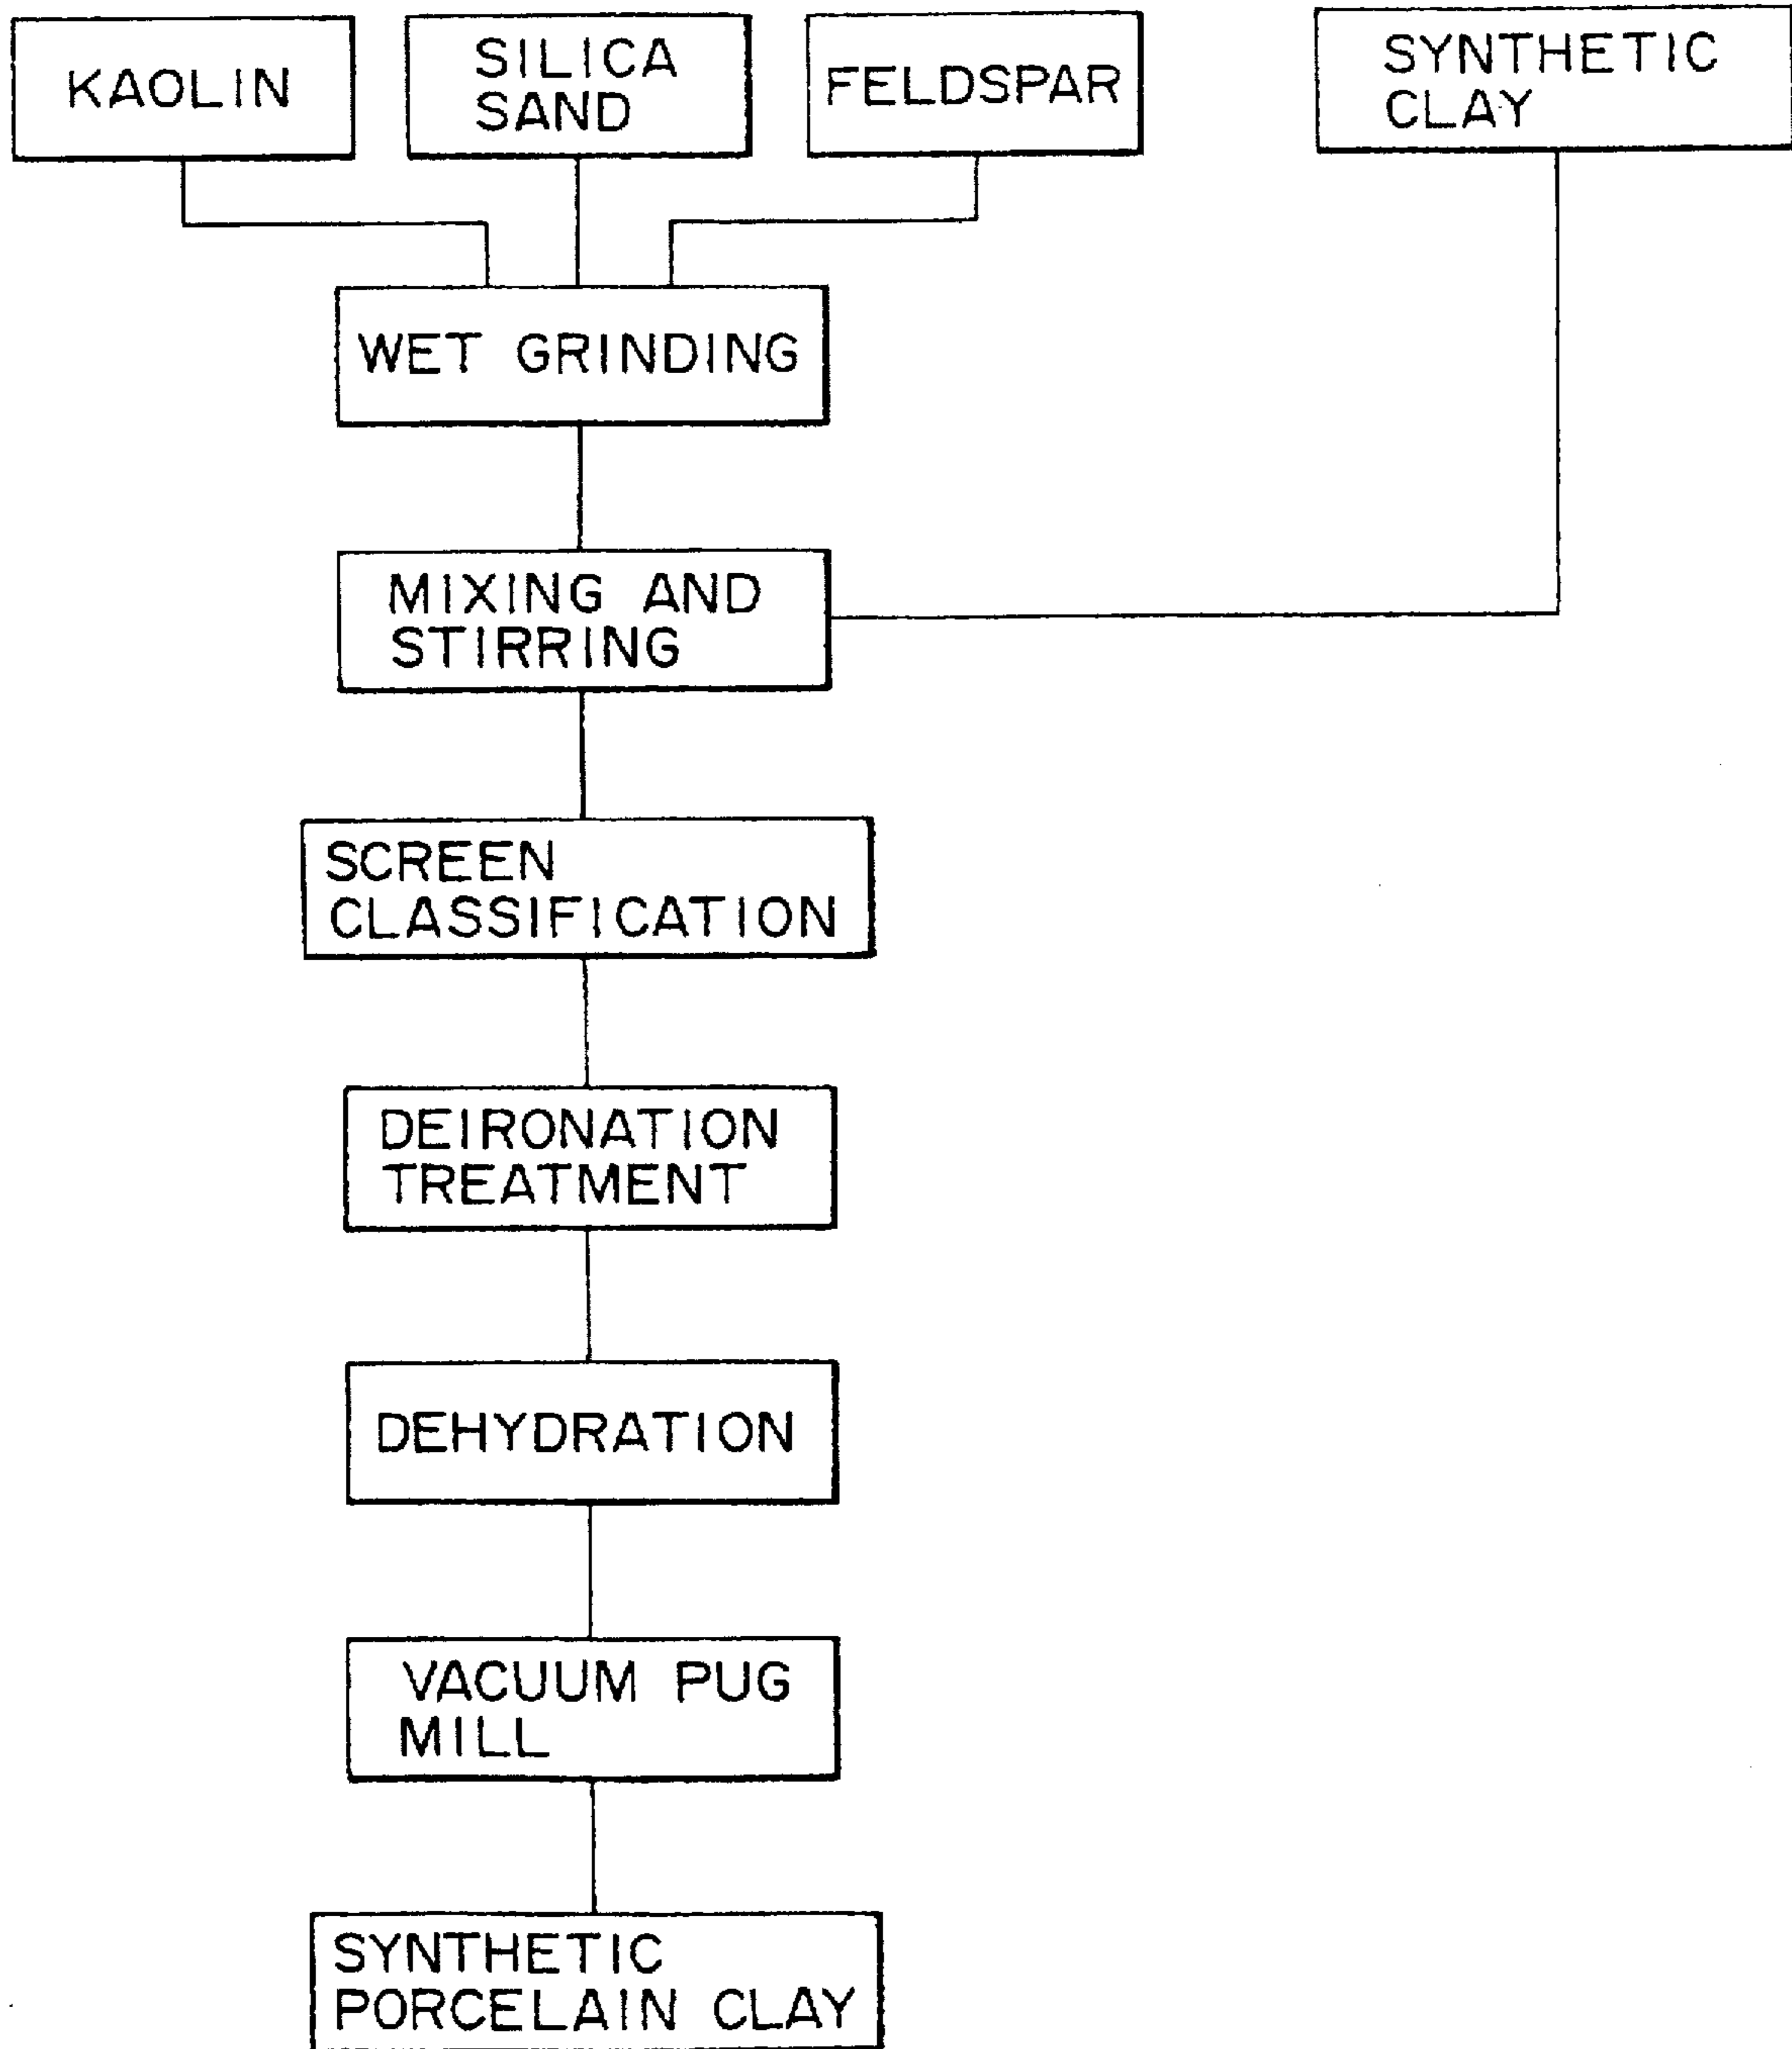 KAOLIN
SILICA
SAND
FELDSPAR
SYNTHETIC
CLAY
WET GRINDING
MIXING AND
STIRRING
SCREEN
CLASSIFICATION
DEIRONATION
TREATMENT
DEHYDRATION
VACUUM PUG
MILL
SYNTHETIC
PORCELAIN CLAY